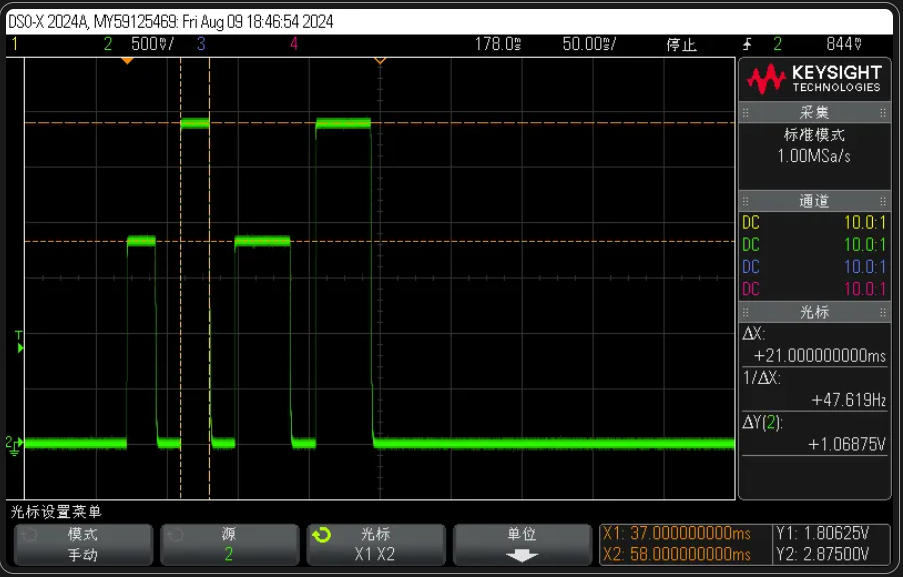 DSO-X 2024A, MY59125469: Fri Aug 09 18:46:54 2024
1 2 500mV/ 3 4 178.0ms 50.00ms/ 停止 2 844mV
KEYSIGHT
TECHNOLOGIES
采集
标准模式
1.00MSa/s
通道
DC 10.0:1
DC 10.0:1
DC 10.0:1
DC 10.0:1
光标
ΔX:
+21.000000000ms
1/ΔX:
+47.619Hz
ΔY(2):
+1.06875V
T
2
光标设置菜单
模式
手动
源
2
光标
X1 X2
单位
X1: 37.000000000ms
X2: 58.000000000ms
Y1: 1.80625V
Y2: 2.87500V